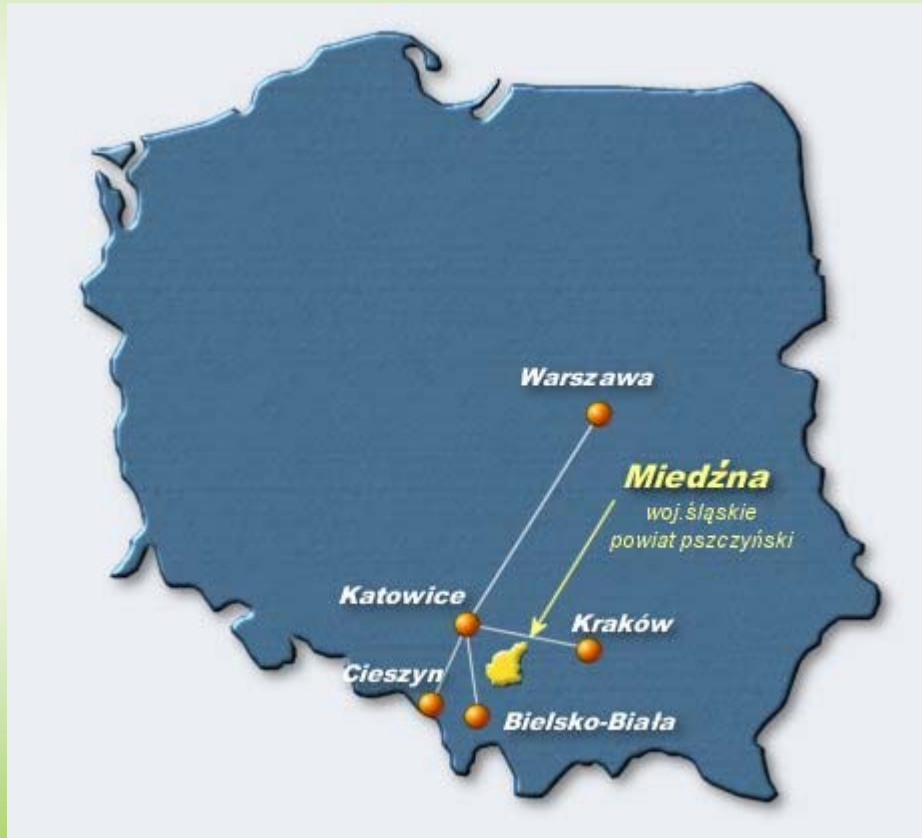 Warszawa
Miedźna
woj.śląskie
powiat pszczyński
Katowice
Kraków
Cieszyn
Bielsko-Biała